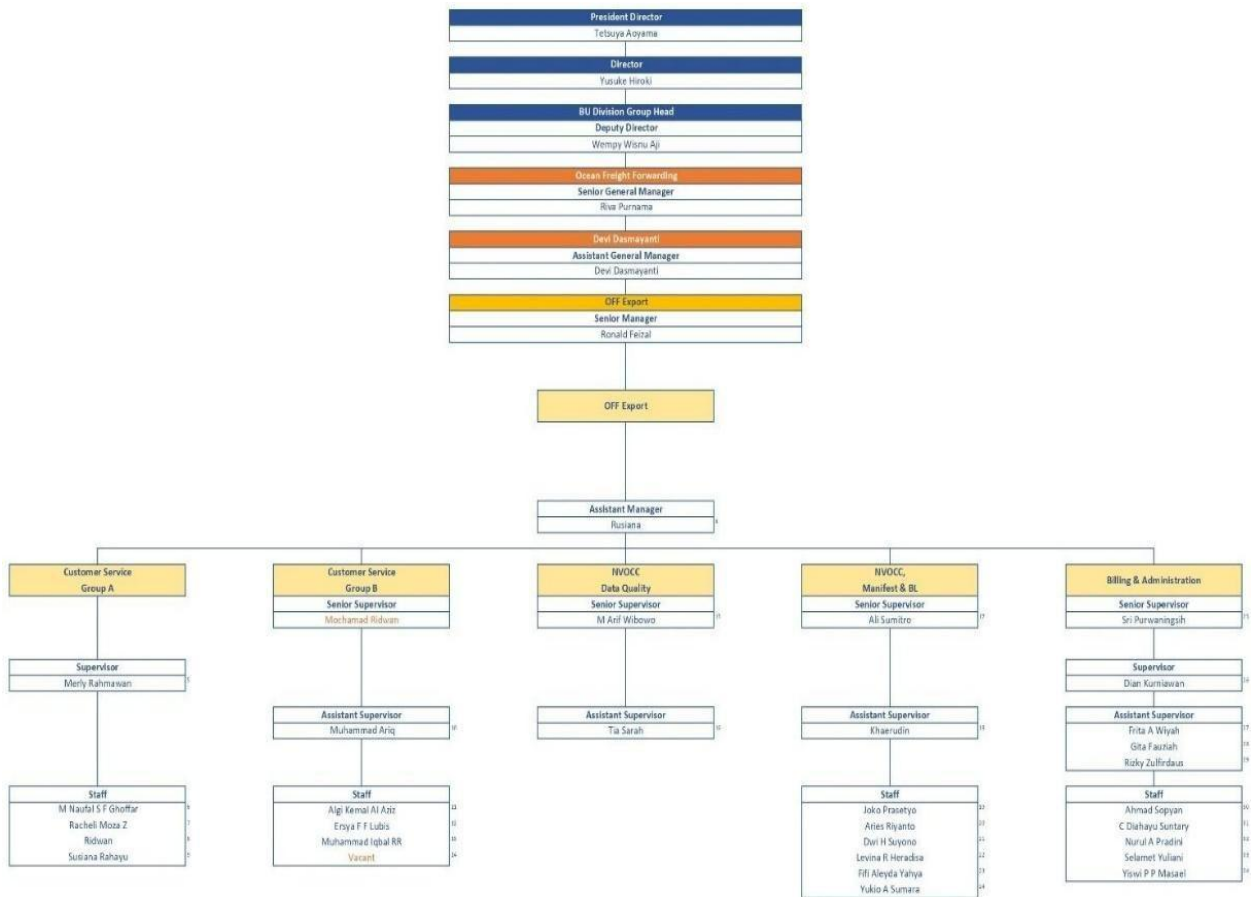 President Director
Tetsuya Aoyama
Director
Yusuke Hiroki
BU Division Group Head
Deputy Director
Wempy Wisnu Aji
Ocean Freight Forwarding
Senior General Manager
Riva Purnama
Devi Dasmayanti
Assistant General Manager
Devi Dasmayanti
OFF Export
Senior Manager
Ronald Feizal
OFF Export
Assistant Manager
Rusiana
Customer Service
Group A
Supervisor
Merly Rahmawan
Staff
M Naufal S F Ghoffar
Racheli Moza Z
Ridwan
Susiana Rahayu
Customer Service
Group B
Senior Supervisor
Mochamad Ridwan
Assistant Supervisor
Muhammad Ariq
Staff
Algi Kemal Al Aziz
Ersya F F Lubis
Muhammad Iqbal RR
Vacant
NVOCC
Data Quality
Senior Supervisor
M Arif Wibowo
Assistant Supervisor
Tia Sarah
NVOCC,
Manifest & BL
Senior Supervisor
Ali Sumitro
Assistant Supervisor
Khaerudin
Staff
Joko Prasetyo
Aries Riyanto
Dwi H Suyono
Levina R Heradisa
Fifi Aleyda Yahya
Yukio A Sumara
Billing & Administration
Senior Supervisor
Sri Purwaningsih
Supervisor
Dian Kurniawan
Assistant Supervisor
Frita A Wiyah
Gita Fauziah
Rizky Zulfirdaus
Staff
Ahmad Sopyan
C Diahayu Suntary
Nurul A Pradini
Selamet Yuliani
Yiswi P P Masael